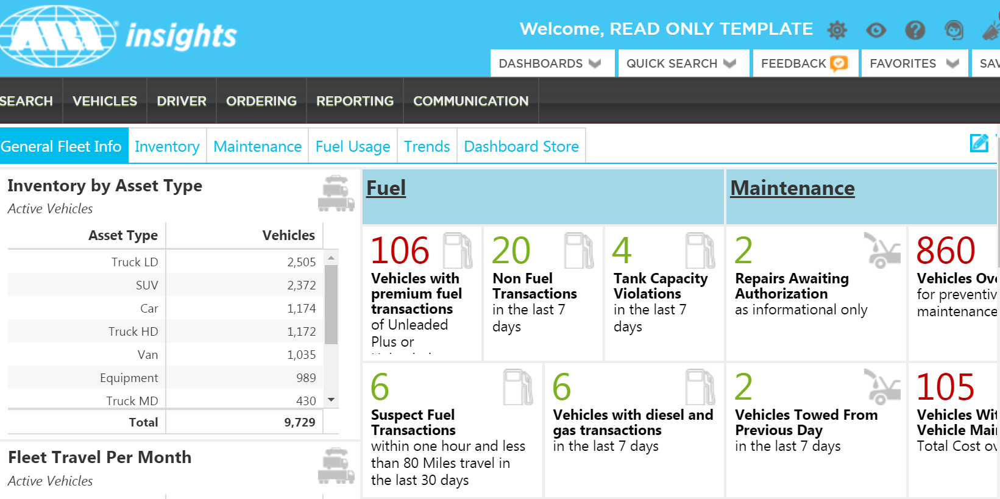 ARI® insights
Welcome, READ ONLY TEMPLATE
DASHBOARDS
QUICK SEARCH
FEEDBACK
FAVORITES
SAV
SEARCH
VEHICLES
DRIVER
ORDERING
REPORTING
COMMUNICATION
General Fleet Info
Inventory
Maintenance
Fuel Usage
Trends
Dashboard Store
Inventory by Asset Type
Active Vehicles
Asset Type Vehicles
Truck LD 2,505
SUV 2,372
Car 1,174
Truck HD 1,172
Van 1,035
Equipment 989
Truck MD 430
Total 9,729
Fleet Travel Per Month
Active Vehicles
Fuel
106
Vehicles with
premium fuel
transactions
of Unleaded
Plus or
20
Non Fuel
Transactions
in the last 7
days
4
Tank Capacity
Violations
in the last 7
days
6
Suspect Fuel
Transactions
within one hour and less
than 80 Miles travel in
the last 30 days
6
Vehicles with diesel and
gas transactions
in the last 7 days
Maintenance
2
Repairs Awaiting
Authorization
as informational only
860
Vehicles Ove
for preventiv
maintenance
2
Vehicles Towed From
Previous Day
in the last 7 days
105
Vehicles Wit
Vehicle Mai
Total Cost ov